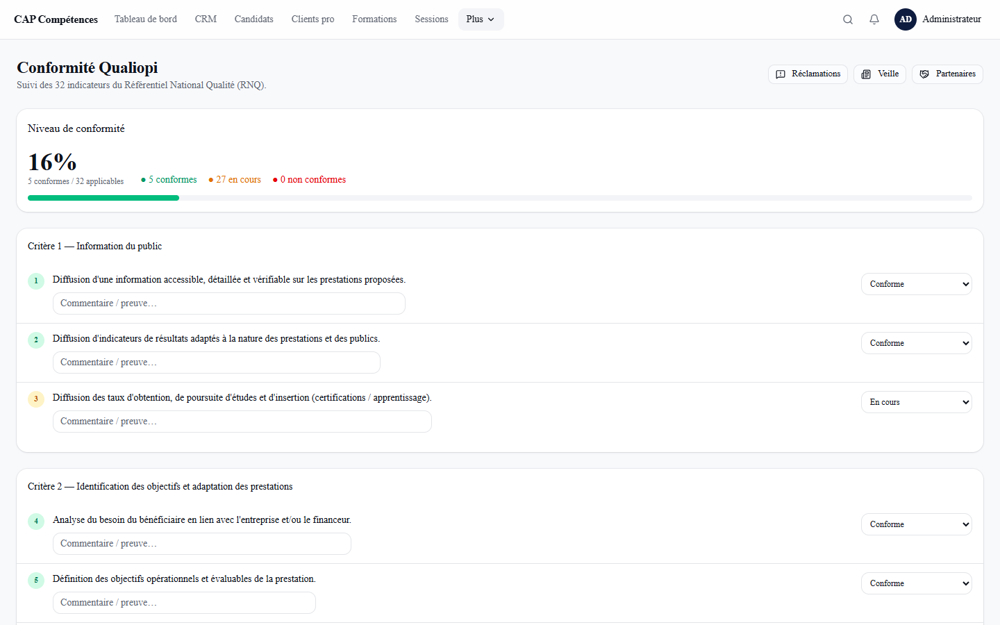 CAP Compétences Tableau de bord CRM Candidats Clients pro Formations Sessions Plus AD Administrateur
Conformité Qualiopi
Suivi des 32 indicateurs du Référentiel National Qualité (RNQ).
Réclamations Veille Partenaires
Niveau de conformité
16%
5 conformes / 32 applicables ● 5 conformes ● 27 en cours ● 0 non conformes
Critère 1 — Information du public
1 Diffusion d'une information accessible, détaillée et vérifiable sur les prestations proposées. Conforme
Commentaire / preuve…
2 Diffusion d'indicateurs de résultats adaptés à la nature des prestations et des publics. Conforme
Commentaire / preuve…
3 Diffusion des taux d'obtention, de poursuite d'études et d'insertion (certifications / apprentissage). En cours
Commentaire / preuve…
Critère 2 — Identification des objectifs et adaptation des prestations
4 Analyse du besoin du bénéficiaire en lien avec l'entreprise et/ou le financeur. Conforme
Commentaire / preuve…
5 Définition des objectifs opérationnels et évaluables de la prestation. Conforme
Commentaire / preuve…